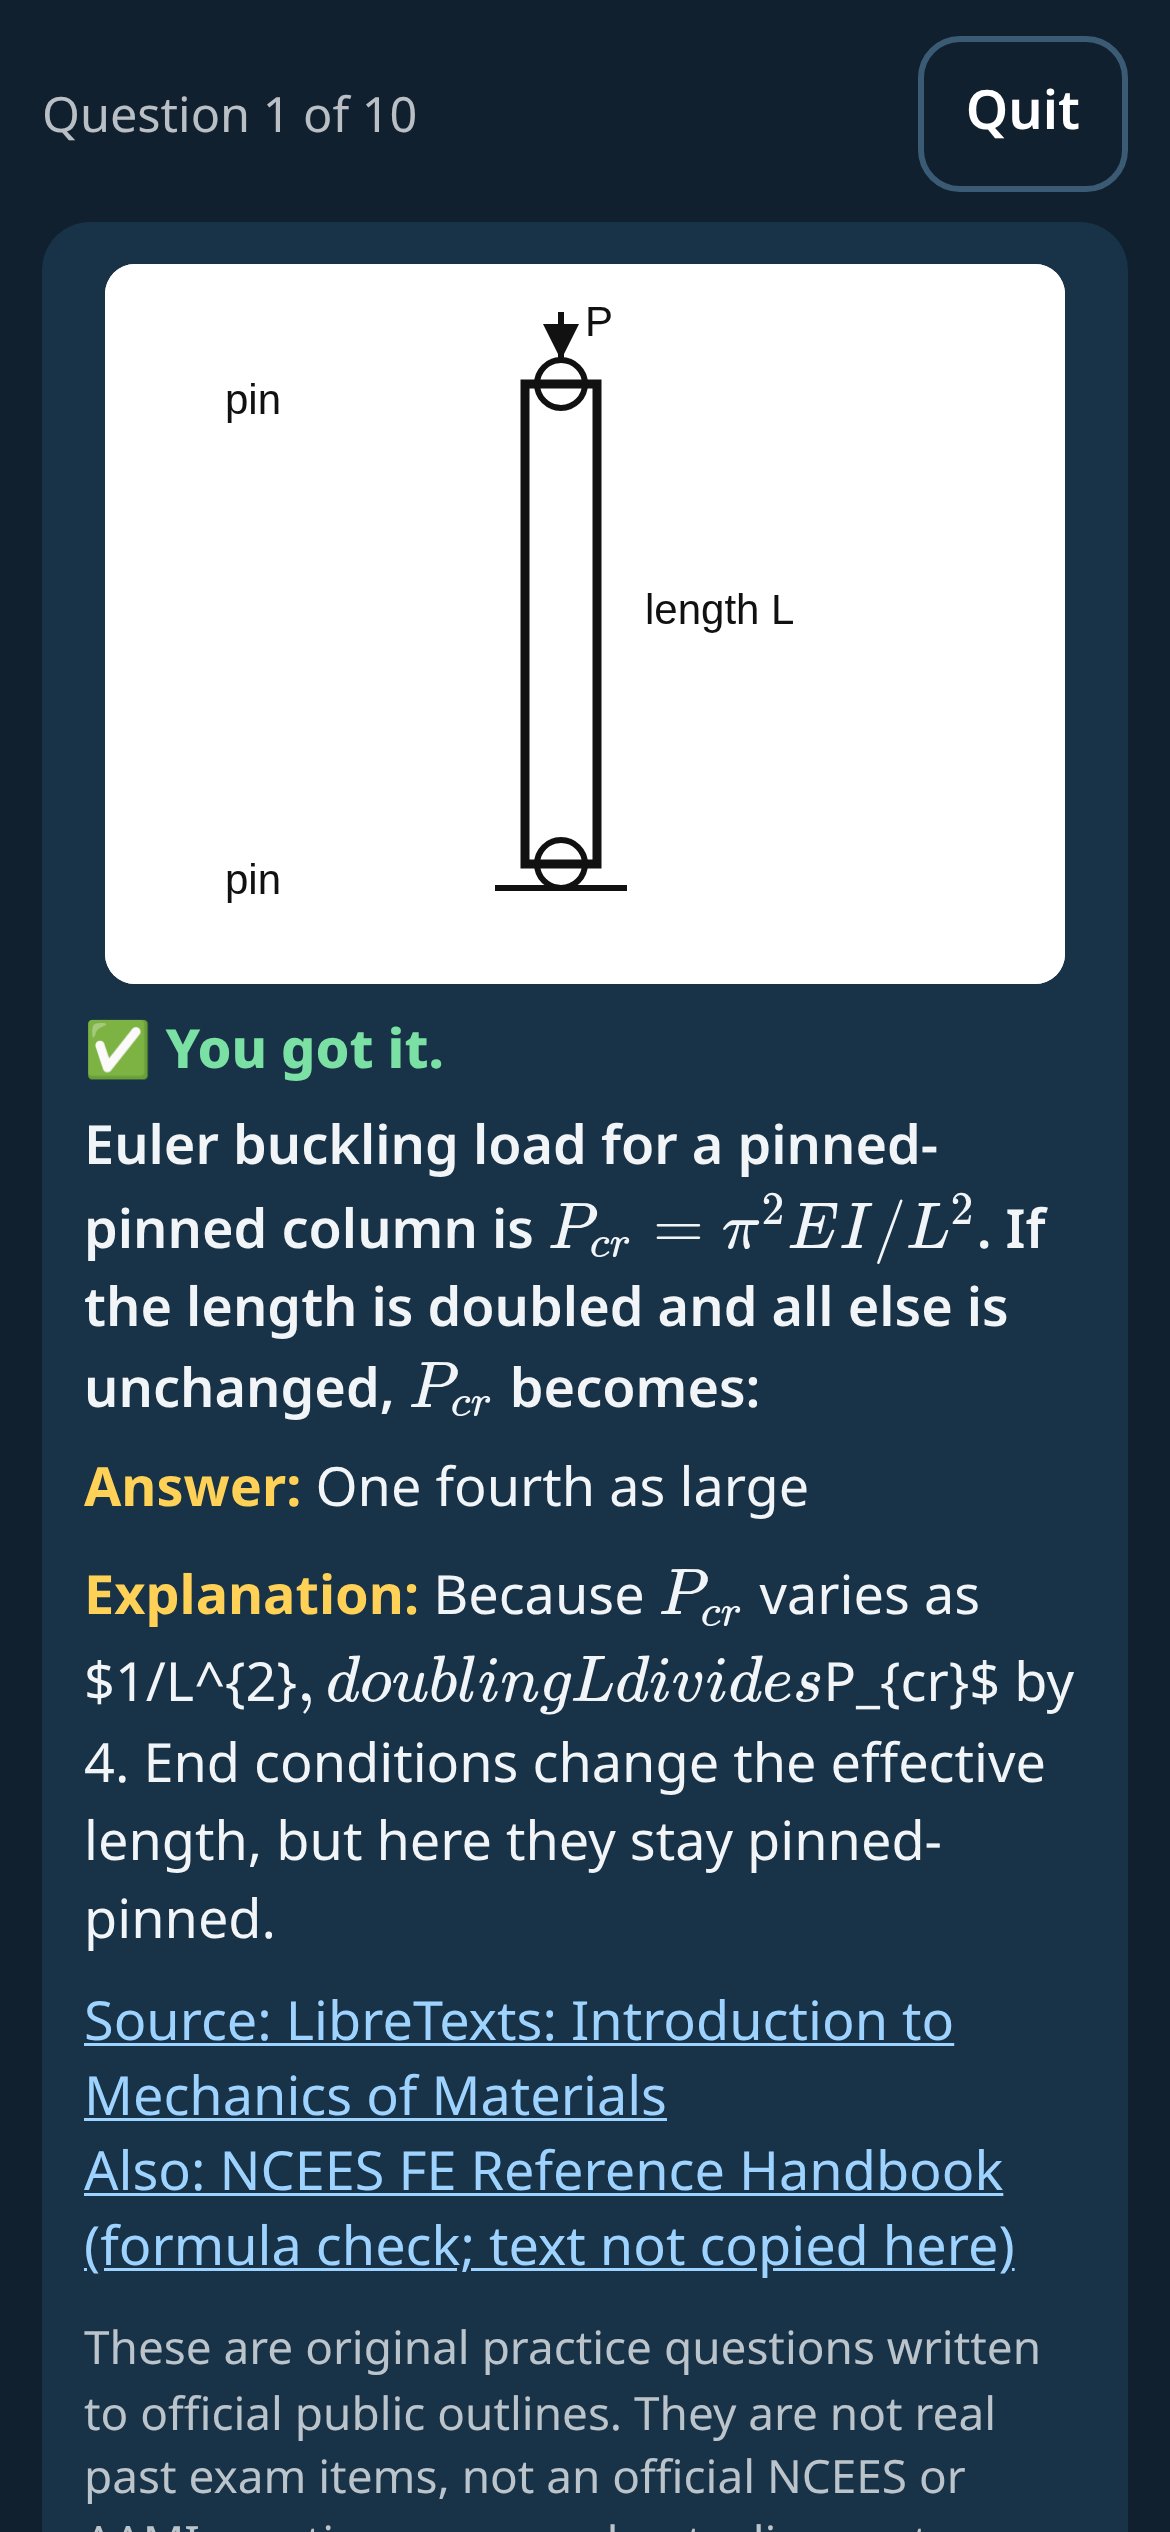 Question 1 of 10
Quit
P
pin
length L
pin
✅ You got it.
Euler buckling load for a pinned-
pinned column is P_cr = π²EI/L². If
the length is doubled and all else is
unchanged, P_cr becomes:
Answer: One fourth as large
Explanation: Because P_cr varies as
$1/L^{2}, doublingLdividesP_{cr}$ by
4. End conditions change the effective
length, but here they stay pinned-
pinned.
Source: LibreTexts: Introduction to
Mechanics of Materials
Also: NCEES FE Reference Handbook
(formula check; text not copied here)
These are original practice questions written
to official public outlines. They are not real
past exam items, not an official NCEES or